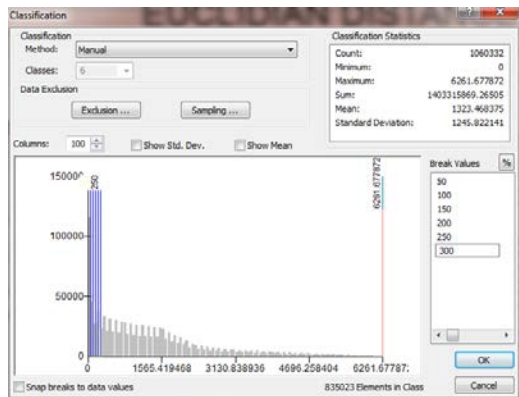 Classification
EUCLIDIAN DISTAN
Classification
Method:
Manual
Classes:
6
Data Exclusion
Exclusion ...
Sampling ...
Classification Statistics
Count: 1060332
Minimum: 0
Maximum: 6261.677872
Sum: 1403315869.26505
Mean: 1323.468375
Standard Deviation: 1245.822141
Columns:
100
Show Std. Dev.
Show Mean
Break Values
%
50
100
150
200
250
300
250
6261.677872
150000^
100000
50000
0
0
1565.419468
3130.838936
4696.258404
6261.67787:
Snap breaks to data values
835023 Elements in Class
OK
Cancel